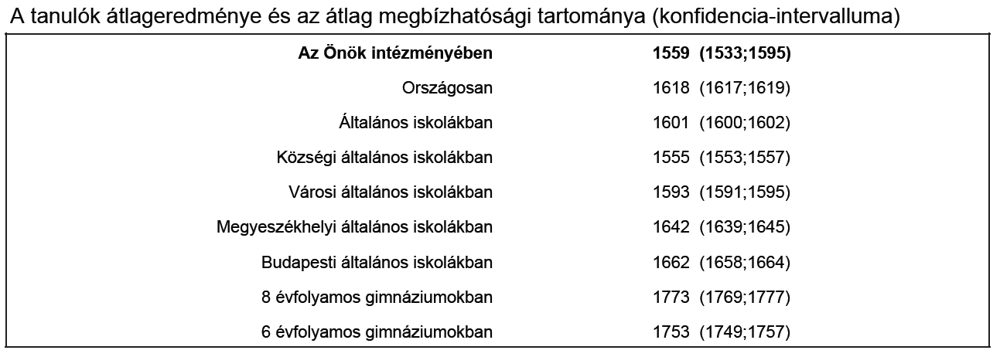 A tanulók átlageredménye és az átlag megbízhatósági tartománya (konfidencia-intervalluma)
Az Önök intézményében 1559 (1533;1595)
Országosan 1618 (1617;1619)
Általános iskolákban 1601 (1600;1602)
Községi általános iskolákban 1555 (1553;1557)
Városi általános iskolákban 1593 (1591;1595)
Megyeszékhelyi általános iskolákban 1642 (1639;1645)
Budapesti általános iskolákban 1662 (1658;1664)
8 évfolyamos gimnáziumokban 1773 (1769;1777)
6 évfolyamos gimnáziumokban 1753 (1749;1757)